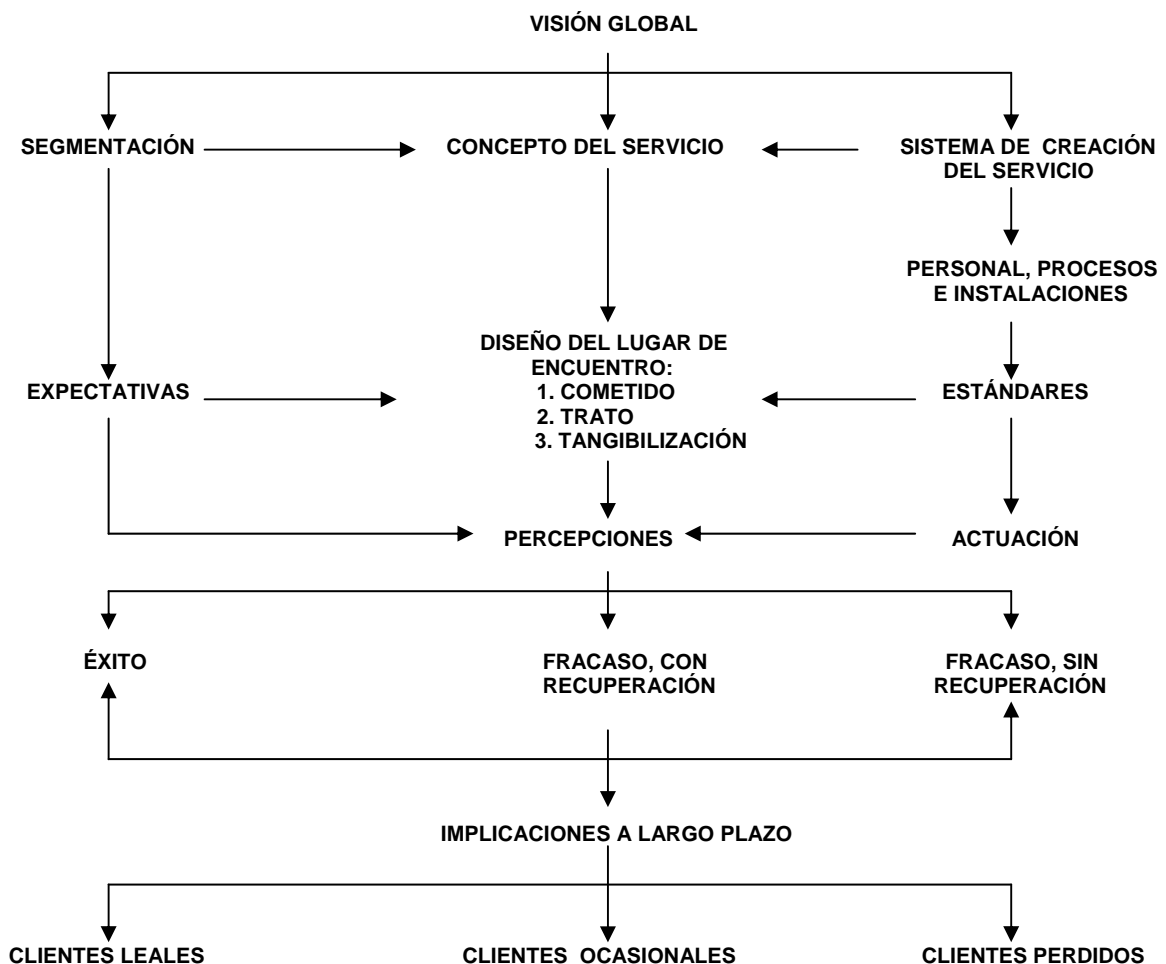 VISIÓN GLOBAL
SEGMENTACIÓN
CONCEPTO DEL SERVICIO
SISTEMA DE CREACIÓN
DEL SERVICIO
PERSONAL, PROCESOS
E INSTALACIONES
EXPECTATIVAS
DISEÑO DEL LUGAR DE
ENCUENTRO:
1. COMETIDO
2. TRATO
3. TANGIBILIZACIÓN
ESTÁNDARES
PERCEPCIONES
ACTUACIÓN
ÉXITO
FRACASO, CON
RECUPERACIÓN
FRACASO, SIN
RECUPERACIÓN
IMPLICACIONES A LARGO PLAZO
CLIENTES LEALES
CLIENTES OCASIONALES
CLIENTES PERDIDOS